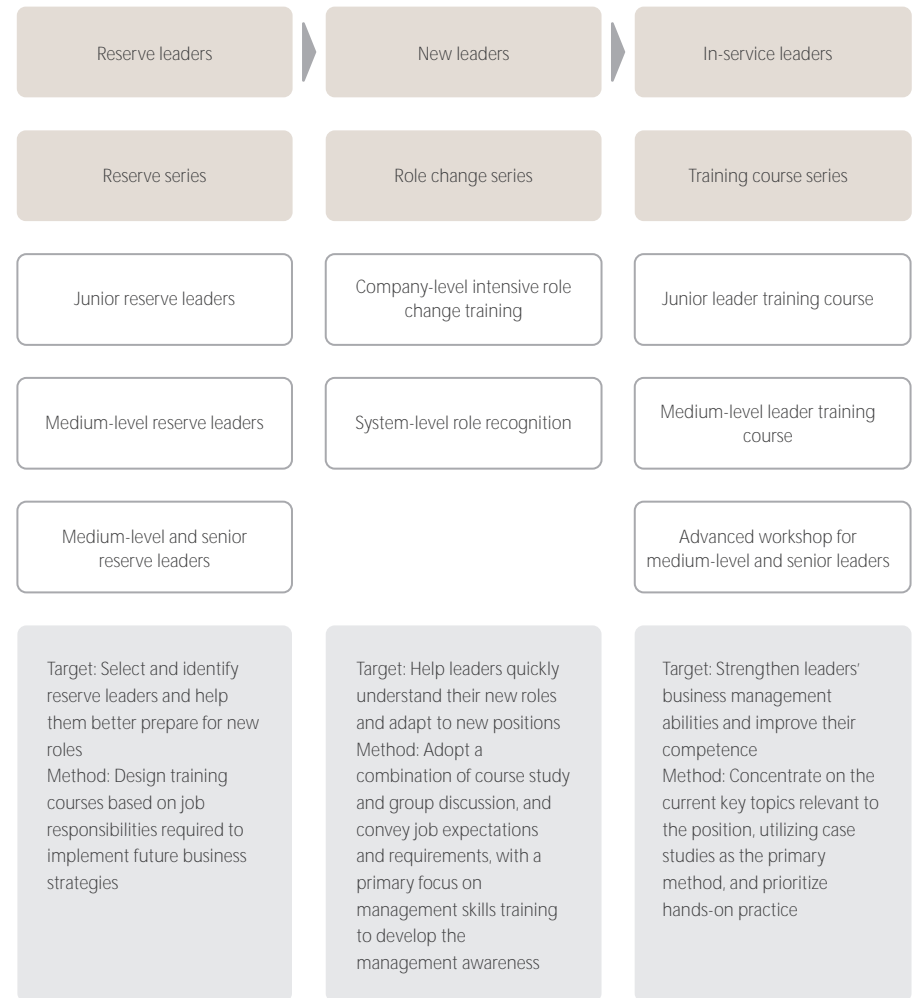 Reserve leaders
New leaders
In-service leaders
Reserve series
Role change series
Training course series
Junior reserve leaders
Company-level intensive role
change training
Junior leader training course
Medium-level reserve leaders
System-level role recognition
Medium-level leader training
course
Medium-level and senior
reserve leaders
Advanced workshop for
medium-level and senior leaders
Target: Select and identify
reserve leaders and help
them better prepare for new
roles
Method: Design training
courses based on job
responsibilities required to
implement future business
strategies
Target: Help leaders quickly
understand their new roles
and adapt to new positions
Method: Adopt a
combination of course study
and group discussion, and
convey job expectations
and requirements, with a
primary focus on
management skills training
to develop the
management awareness
Target: Strengthen leaders'
business management
abilities and improve their
competence
Method: Concentrate on the
current key topics relevant to
the position, utilizing case
studies as the primary
method, and prioritize
hands-on practice